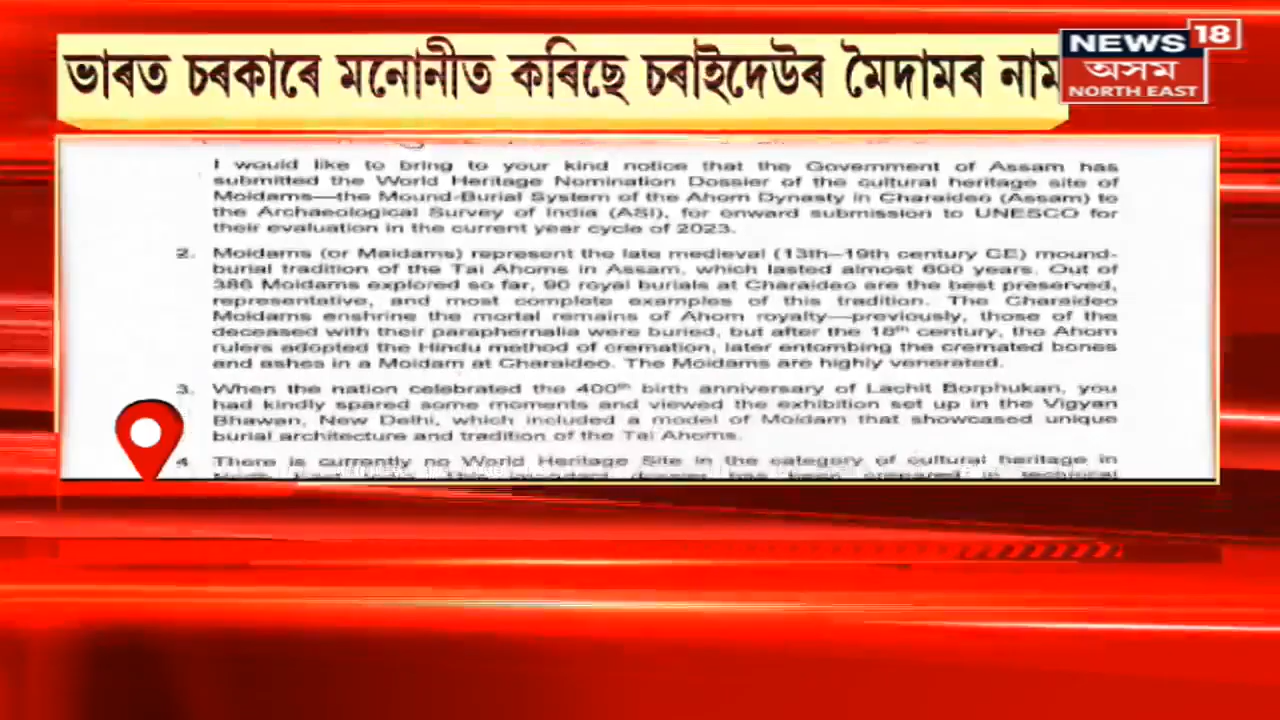 ভাৰত চৰকাৰে মনোনীত কৰিছে চৰাইদেউৰ মৈদামৰ নাম
NEWS 18
অসম
NORTH EAST
I would like to bring to your kind notice that the Government of Assam has
submitted the World Heritage Nomination Dossier of the cultural heritage site of
Moidams—the Mound-Burial System of the Ahom Dynasty in Charaideo (Assam) to
the Archaeological Survey of India (ASI), for onward submission to UNESCO for
their evaluation in the current year cycle of 2023.
2. Moidams (or Maidams) represent the late medieval (13th–19th century CE) mound-
burial tradition of the Tai Ahoms in Assam, which lasted almost 600 years. Out of
386 Moidams explored so far, 90 royal burials at Charaideo are the best preserved,
representative, and most complete examples of this tradition. The Charaideo
Moidams enshrine the mortal remains of Ahom royalty—previously, those of the
deceased with their paraphernalia were buried, but after the 18th century, the Ahom
rulers adopted the Hindu method of cremation, later entombing the cremated bones
and ashes in a Moidam at Charaideo. The Moidams are highly venerated.
3. When the nation celebrated the 400th birth anniversary of Lachit Borphukan, you
had kindly spared some moments and viewed the exhibition set up in the Vigyan
Bhawan, New Delhi, which included a model of Moidam that showcased unique
burial architecture and tradition of the Tai Ahoms.
4. There is currently no World Heritage Site in the category of cultural heritage in